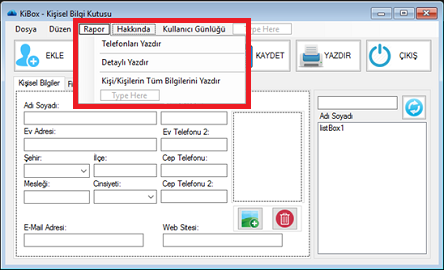 KiBox - Kişisel Bilgi Kutusu
Dosya Düzen Rapor Hakkında Kullanıcı Günlüğü Type Here
EKLE KAYDET YAZDIR ÇIKIŞ
Telefonları Yazdır
Detaylı Yazdır
Kişi/Kişilerin Tüm Bilgilerini Yazdır
Type Here
Kişisel Bilgiler
Adı Soyadı:
Ev Adresi: Ev Telefonu 2:
Şehir: İlçe: Cep Telefonu:
Mesleği: Cinsiyeti: Cep Telefonu 2:
E-Mail Adresi: Web Sitesi:
Adı Soyadı
listBox1